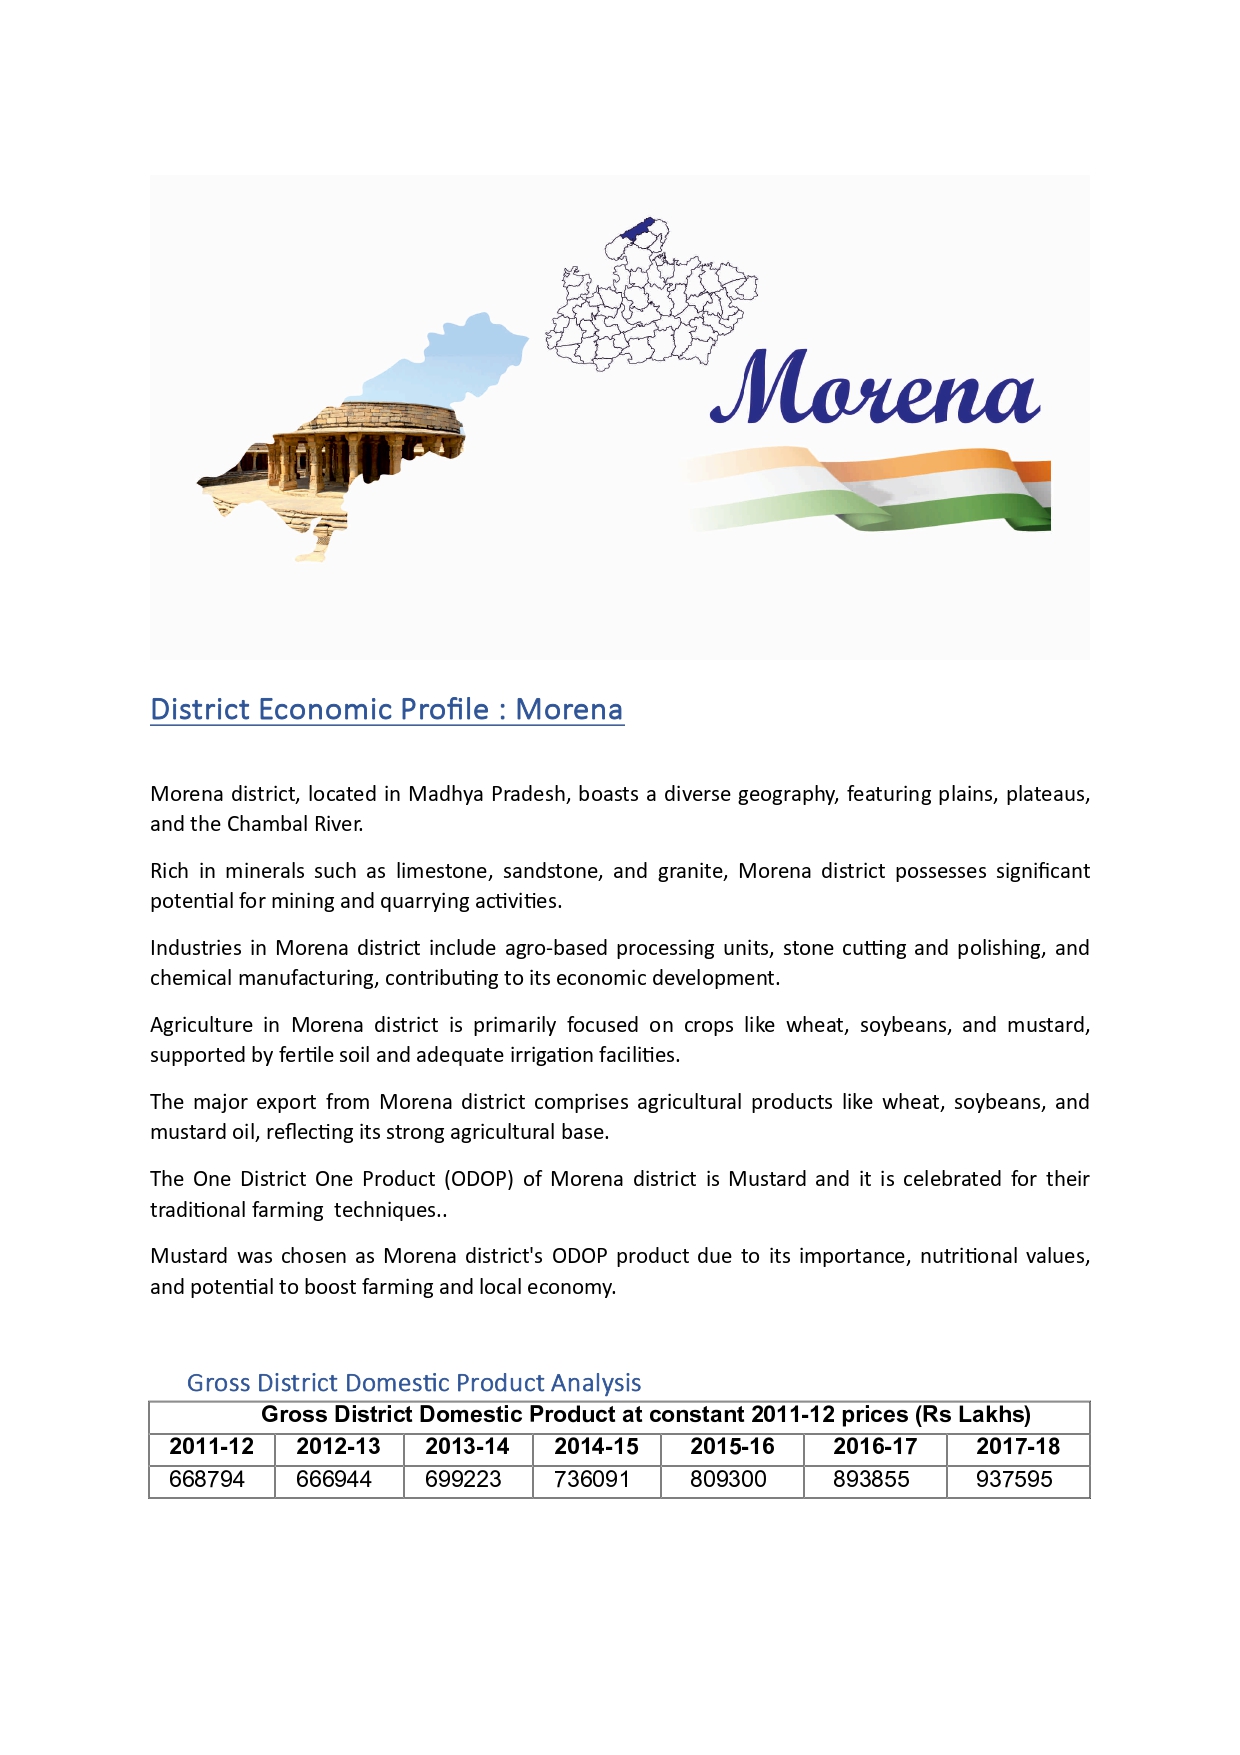 Morena
District Economic Profile : Morena
Morena district, located in Madhya Pradesh, boasts a diverse geography, featuring plains, plateaus,
and the Chambal River.
Rich in minerals such as limestone, sandstone, and granite, Morena district possesses significant
potential for mining and quarrying activities.
Industries in Morena district include agro-based processing units, stone cutting and polishing, and
chemical manufacturing, contributing to its economic development.
Agriculture in Morena district is primarily focused on crops like wheat, soybeans, and mustard,
supported by fertile soil and adequate irrigation facilities.
The major export from Morena district comprises agricultural products like wheat, soybeans, and
mustard oil, reflecting its strong agricultural base.
The One District One Product (ODOP) of Morena district is Mustard and it is celebrated for their
traditional farming  techniques..
Mustard was chosen as Morena district's ODOP product due to its importance, nutritional values,
and potential to boost farming and local economy.
Gross District Domestic Product Analysis
Gross District Domestic Product at constant 2011-12 prices (Rs Lakhs)
2011-12 2012-13 2013-14 2014-15 2015-16 2016-17 2017-18
668794 666944 699223 736091 809300 893855 937595